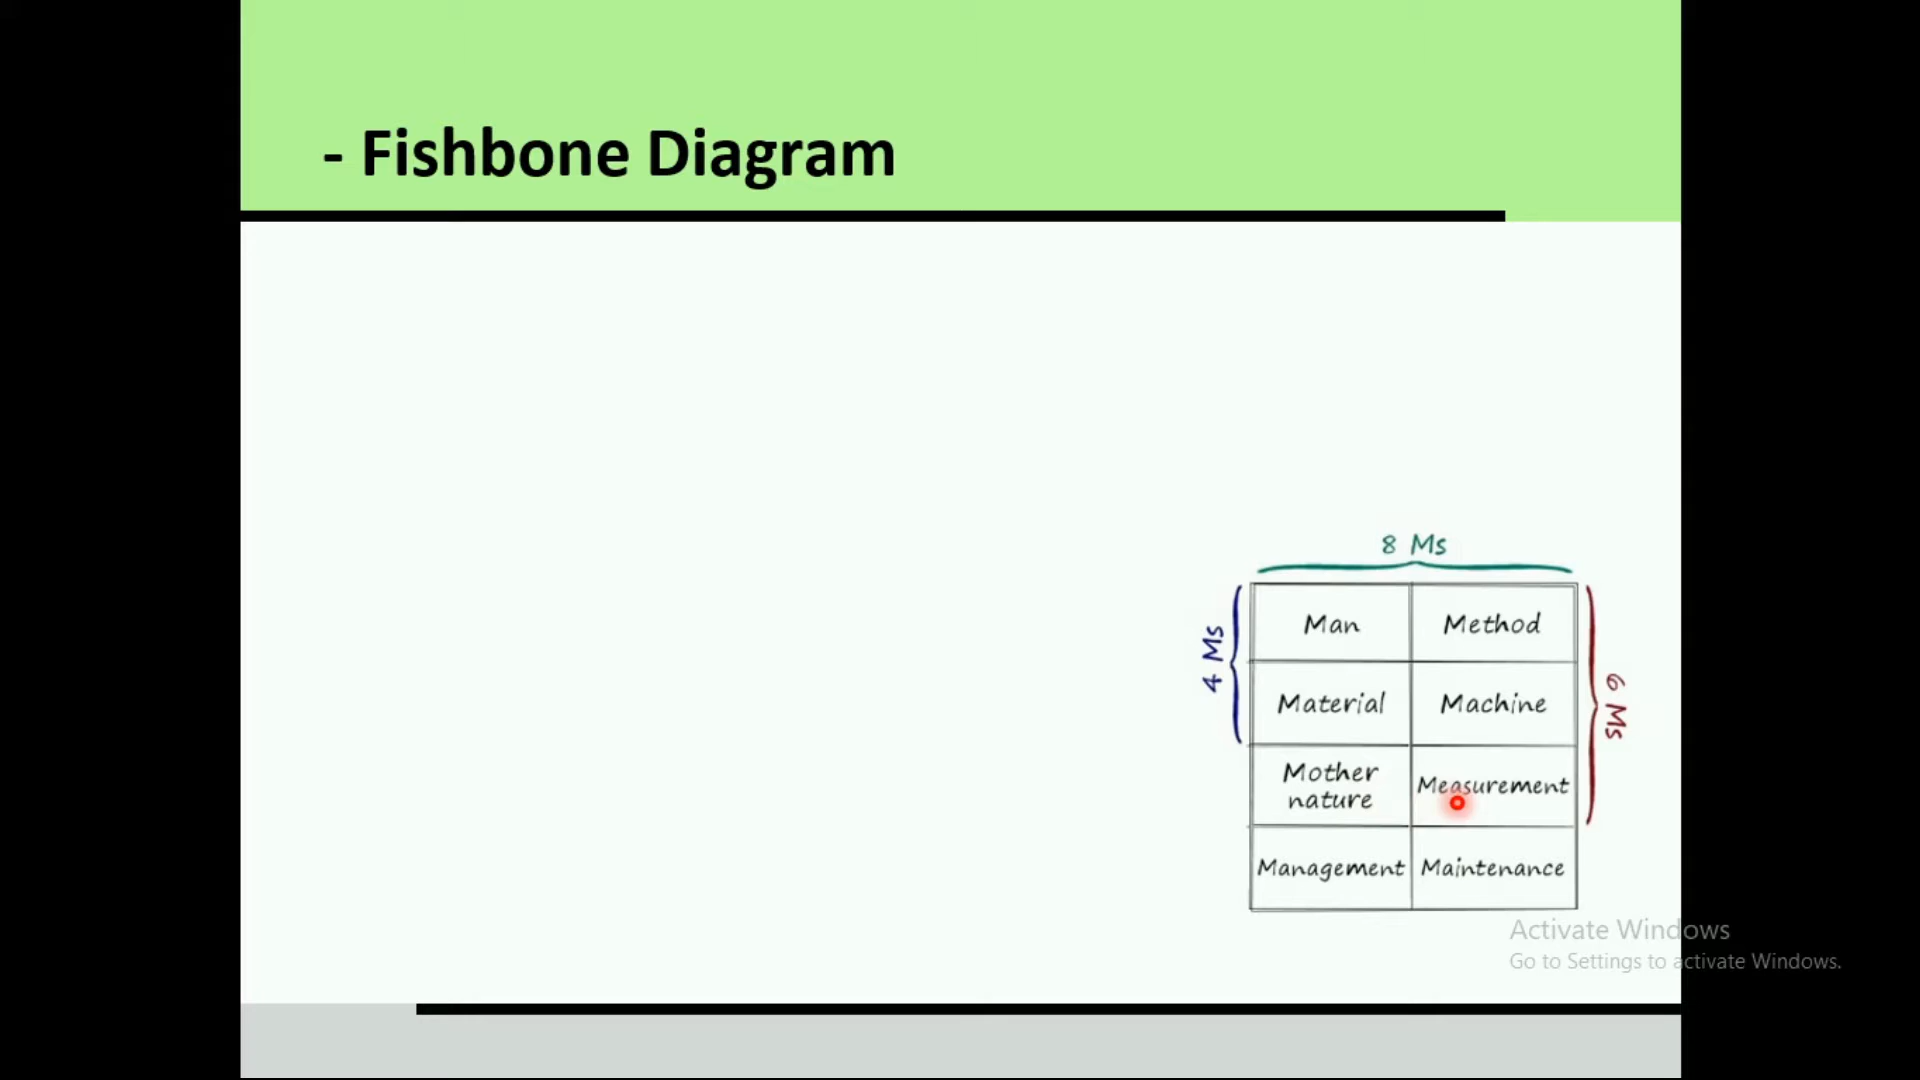 - Fishbone Diagram
8 Ms
4 Ms
6 Ms
Man
Method
Material
Machine
Mother
nature
Measurement
Management
Maintenance
Activate Windows
Go to Settings to activate Windows.